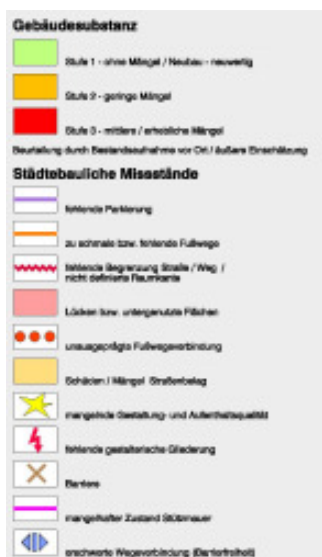 Gebäudesubstanz
Stufe 1 - ohne Mängel / Neubau - neuwertig
Stufe 2 - geringe Mängel
Stufe 3 - mittlere / erhebliche Mängel
Beurteilung durch Bestandsaufnahme vor Ort / äußere Einschätzung
Städtebauliche Missstände
fehlende Parkierung
zu schmale bzw. fehlende Fußwege
fehlende Begrenzung Straße / Weg /
nicht definierte Raumkante
Lücken bzw. untergenutzte Flächen
unausgeprägte Fußwegeverbindung
Schäden / Mängel Straßenbelag
mangelnde Gestaltung- und Aufenthaltsqualität
fehlende gestalterische Gliederung
Barriere
mangelhafter Zustand Stützmauer
erschwerte Wegeverbindung (Barrierefreiheit)